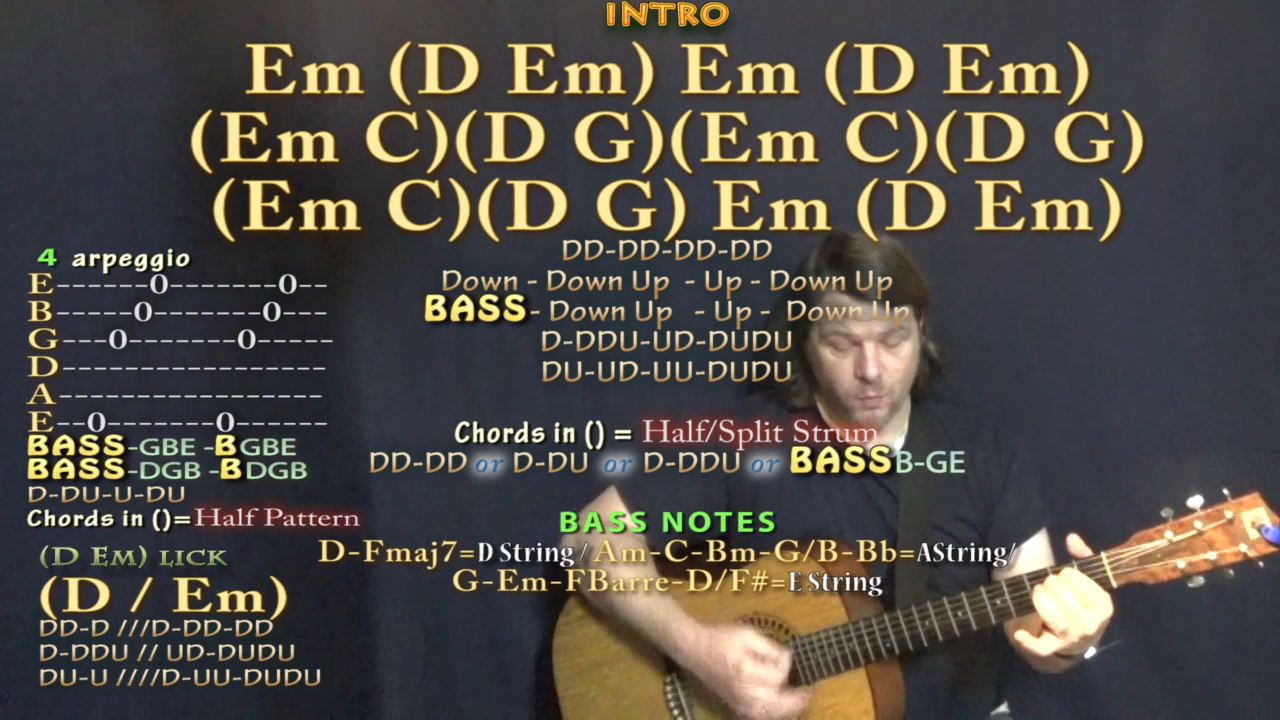 INTRO
Em (D Em) Em (D Em)
(Em C)(D G)(Em C)(D G)
(Em C)(D G) Em (D Em)
4 arpeggio
E------0-------0--
B-----0-------0---
G---0-------0-----
D-----------------
A----------------
E--0-------0------
BASS-GBE -BGBE
BASS-DGB -BDGB
D-DU-U-DU
Chords in ()=Half Pattern
(D Em) LICK
(D / Em)
DD-D ///D-DD-DD
D-DDU // UD-DUDU
DU-U ////D-UU-DUDU
DD-DD-DD-DD
Down - Down Up - Up - Down Up
BASS- Down Up - Up - Down Up
D-DDU-UD-DUDU
DU-UD-UU-DUDU
Chords in () = Half/Split Strum
DD-DD or D-DU or D-DDU or BASSB-GE
BASS NOTES
D-Fmaj7=D String / Am-C-Bm-G/B-Bb=AString/
G-Em-FBarre-D/F#=E String